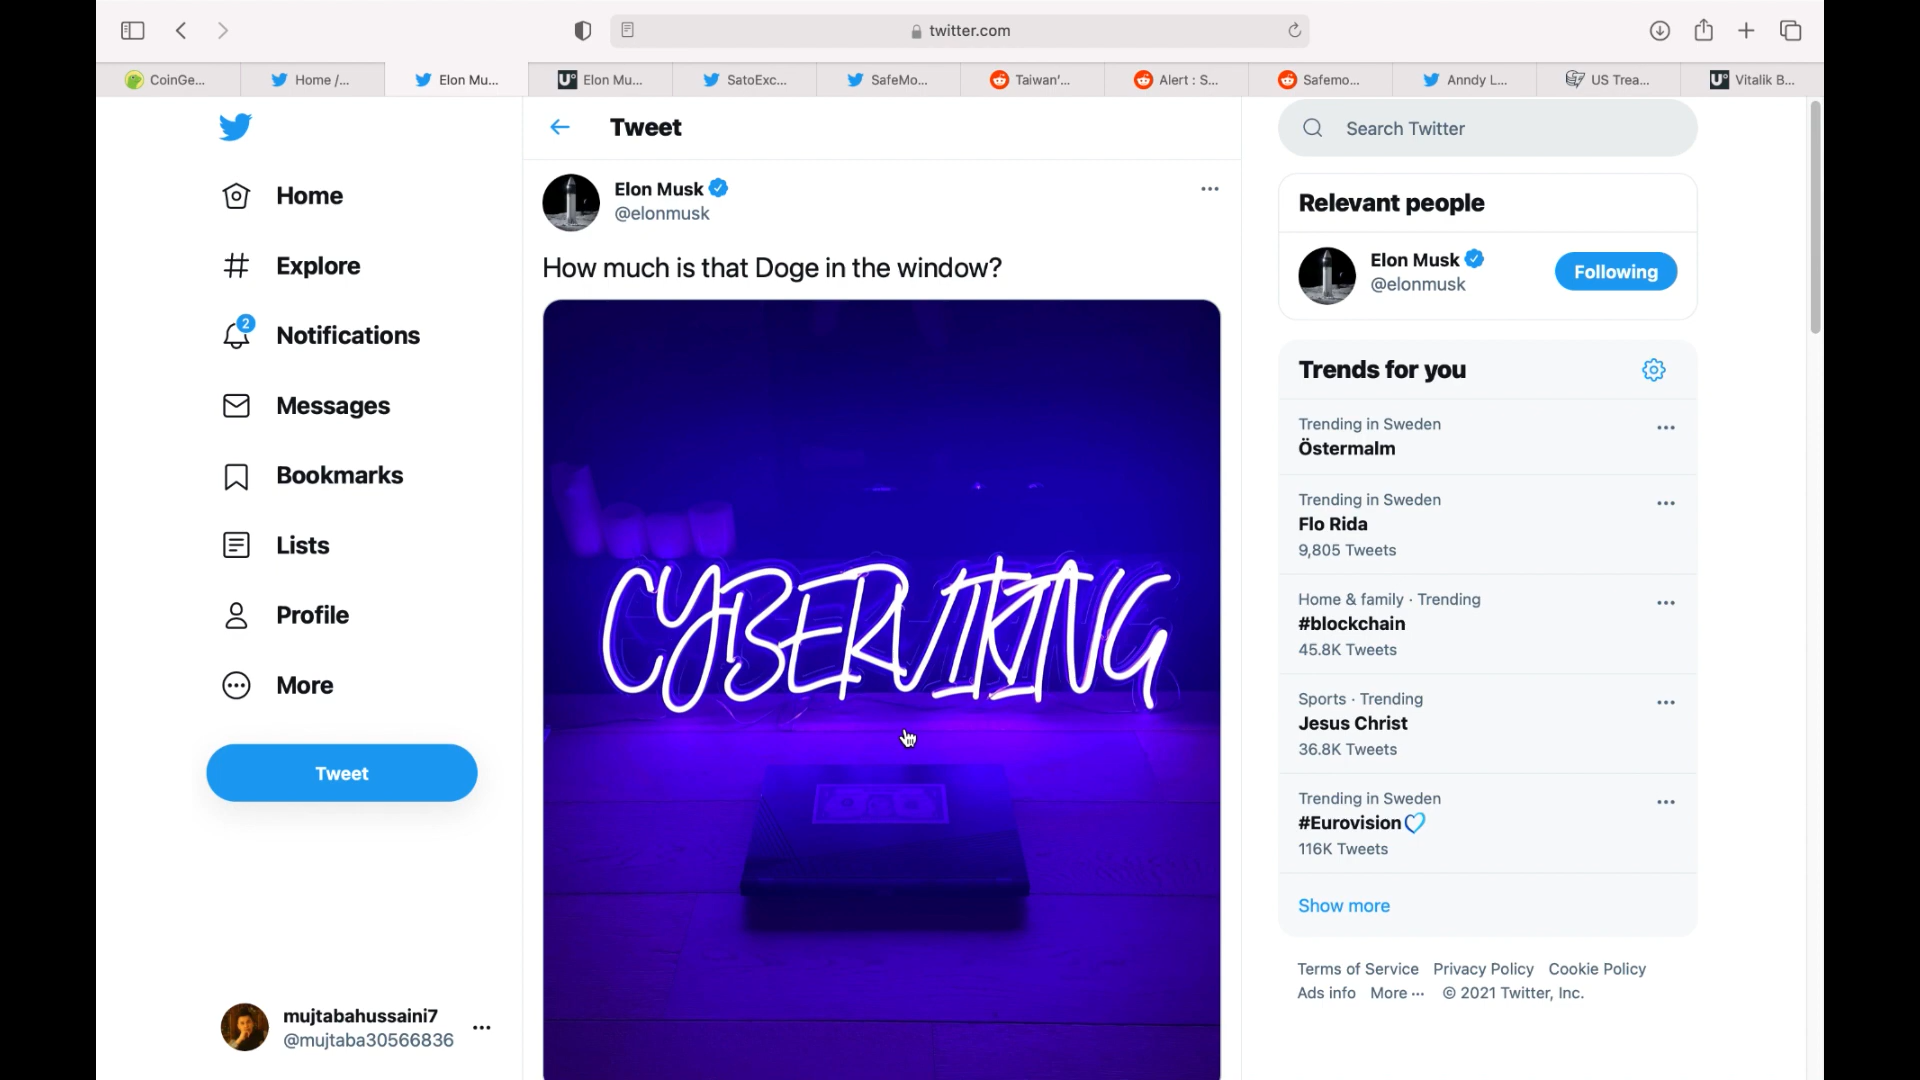 twitter.com
CoinGe...
Home /...
Elon Mu...
U° Elon Mu...
SatoExc...
SafeMo...
Taiwan'...
Alert : S...
Safemo...
Anndy L...
US Trea...
U° Vitalik B...
Home
Explore
2
Notifications
Messages
Bookmarks
Lists
Profile
More
Tweet
mujtabahussaini7
@mujtaba30566836
Tweet
Elon Musk
@elonmusk
How much is that Doge in the window?
CYBERVIKING
Search Twitter
Relevant people
Elon Musk
@elonmusk
Following
Trends for you
Trending in Sweden
Östermalm
Trending in Sweden
Flo Rida
9,805 Tweets
Home & family · Trending
#blockchain
45.8K Tweets
Sports · Trending
Jesus Christ
36.8K Tweets
Trending in Sweden
#Eurovision
116K Tweets
Show more
Terms of Service Privacy Policy Cookie Policy
Ads info More ··· © 2021 Twitter, Inc.